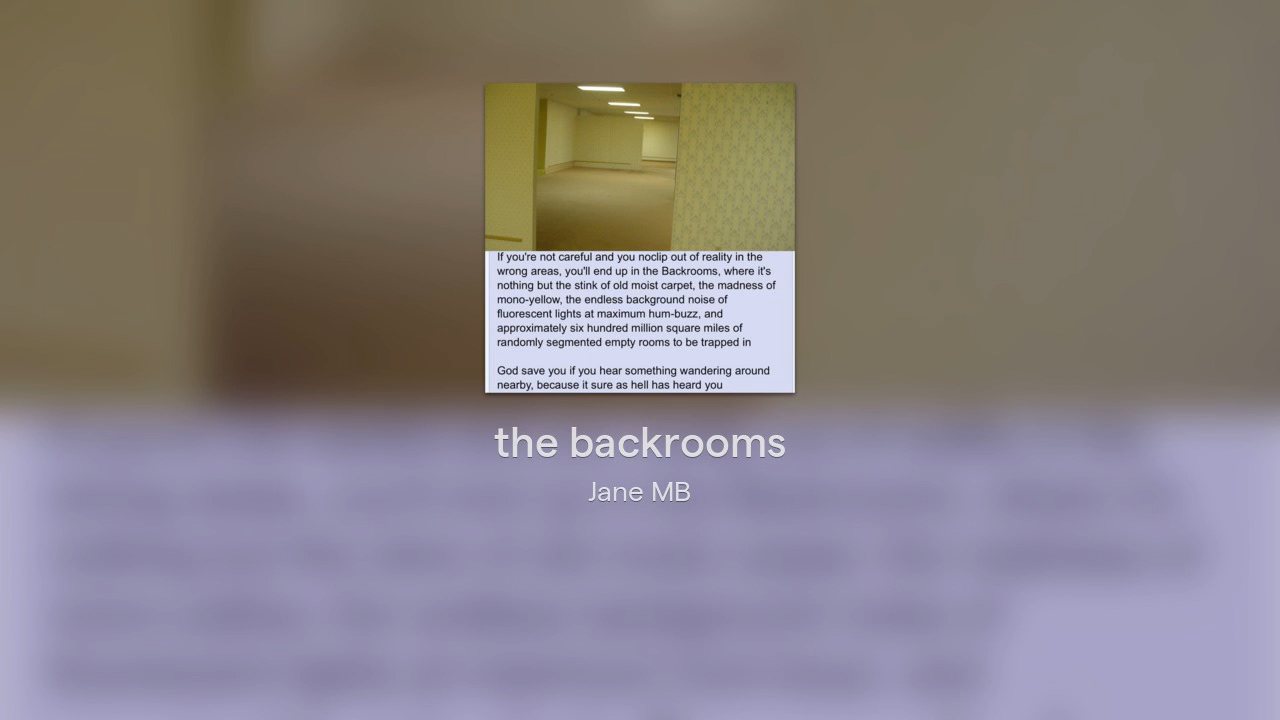 If you're not careful and you noclip out of reality in the
wrong areas, you'll end up in the Backrooms, where it's
nothing but the stink of old moist carpet, the madness of
mono-yellow, the endless background noise of
fluorescent lights at maximum hum-buzz, and
approximately six hundred million square miles of
randomly segmented empty rooms to be trapped in
God save you if you hear something wandering around
nearby, because it sure as hell has heard you
the backrooms
Jane MB